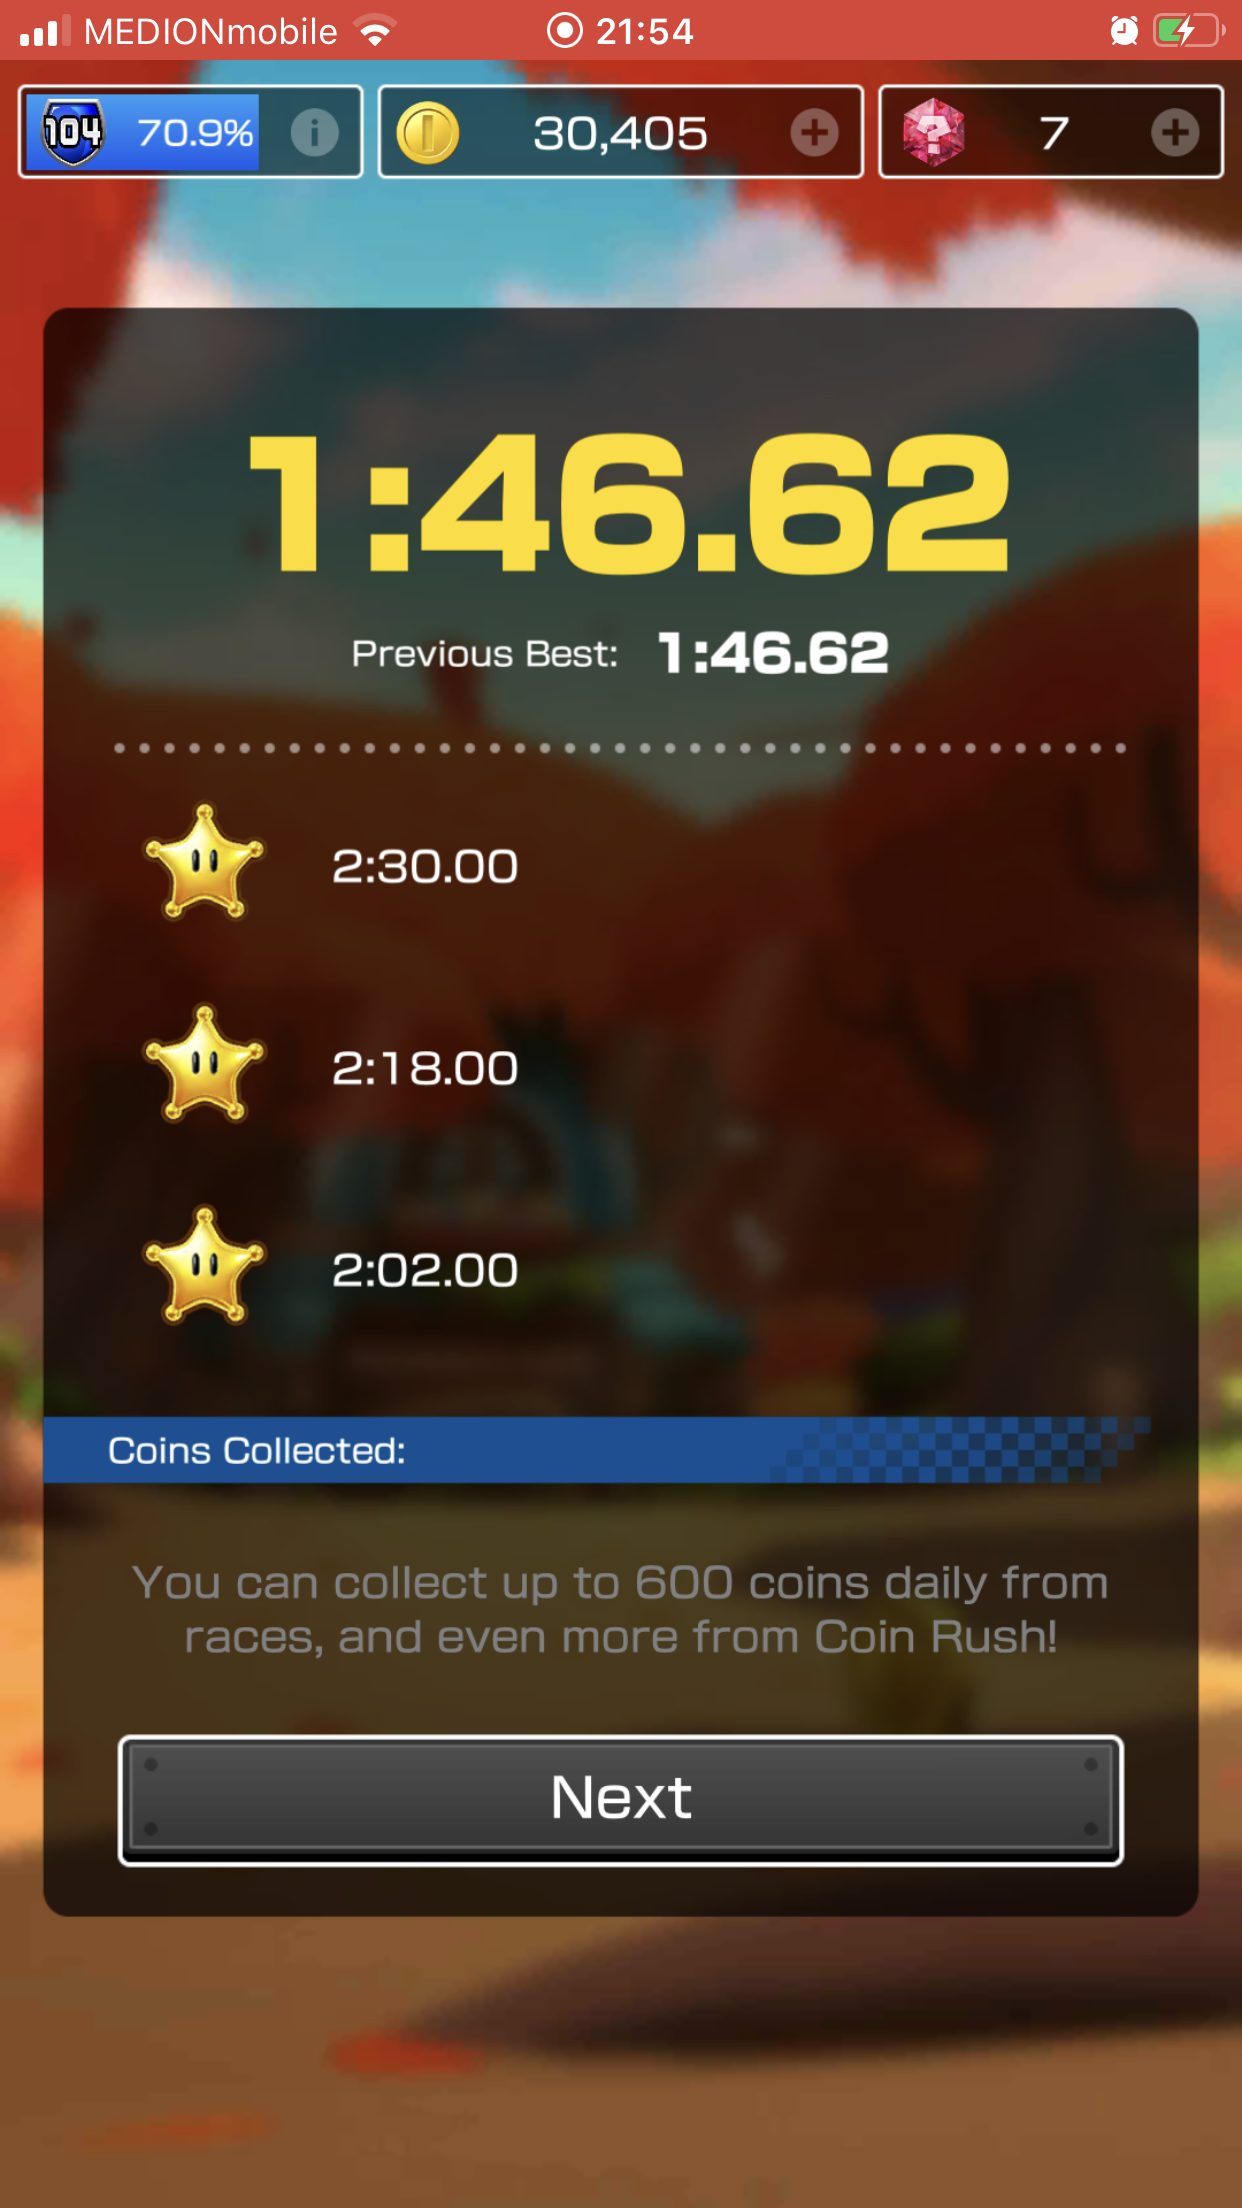 MEDIONmobile 21:54
104 70.9% i 30,405 + ? 7 +
1:46.62
Previous Best: 1:46.62
2:30.00
2:18.00
2:02.00
Coins Collected:
You can collect up to 600 coins daily from
races, and even more from Coin Rush!
Next